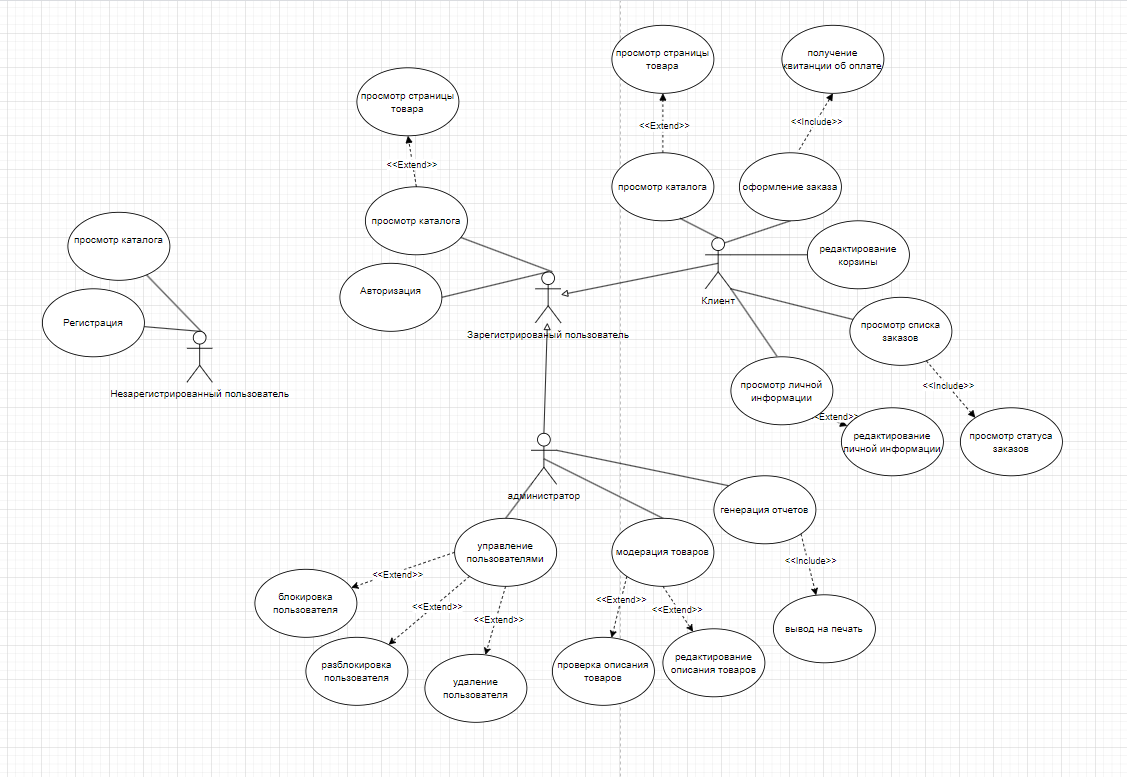 просмотр страницы
товара
получение
квитанции об оплате
просмотр страницы
товара
<<Extend>>
<<Include>>
<<Extend>>
просмотр каталога
оформление заказа
просмотр каталога
просмотр каталога
редактирование
корзины
Авторизация
Клиент
Регистрация
Зарегистрированый пользователь
просмотр списка
заказов
Незарегистрированный пользователь
просмотр личной
информации
<<Include>>
Extend>>
редактирование
личной информации
просмотр статуса
заказов
администратор
генерация отчетов
управление
пользователями
модерация товаров
<<Include>>
<<Extend>>
блокировка
пользователя
<<Extend>>
<<Extend>>
<<Extend>>
<<Extend>>
вывод на печать
разблокировка
пользователя
удаление
пользователя
проверка описания
товаров
редактирование
описания товаров